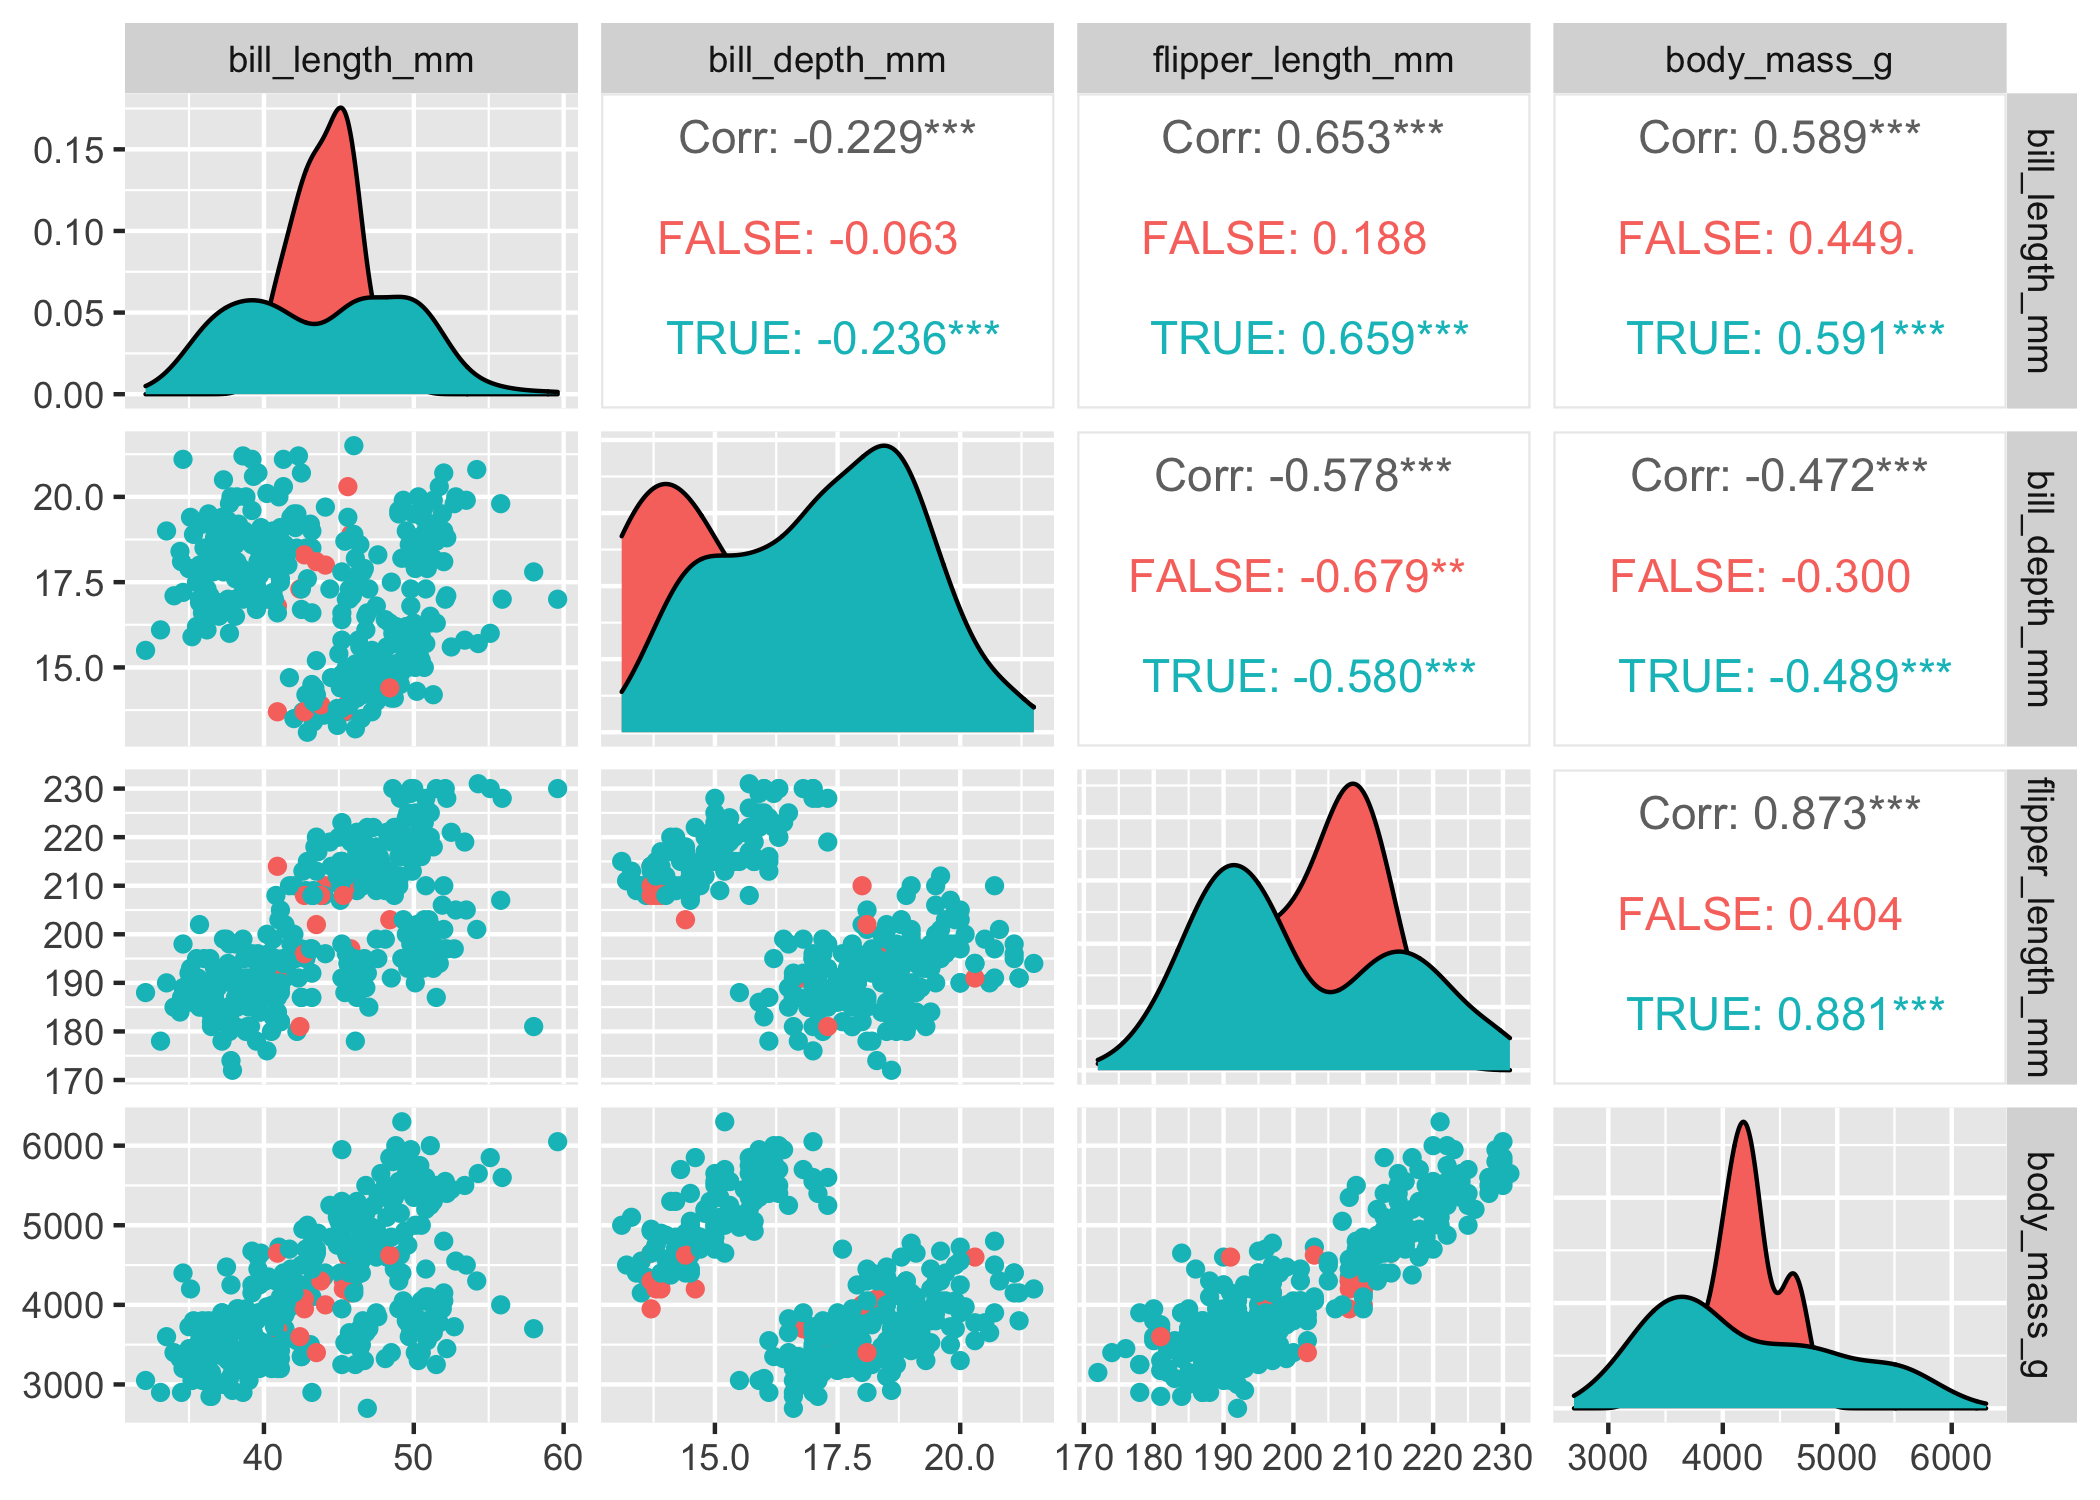 bill_length_mm
bill_depth_mm
flipper_length_mm
body_mass_g
0.15
0.10
0.05
0.00
Corr: -0.229***
FALSE: -0.063
TRUE: -0.236***
Corr: 0.653***
FALSE: 0.188
TRUE: 0.659***
Corr: 0.589***
FALSE: 0.449.
TRUE: 0.591***
bill_length_mm
20.0
17.5
15.0
Corr: -0.578***
FALSE: -0.679**
TRUE: -0.580***
Corr: -0.472***
FALSE: -0.300
TRUE: -0.489***
bill_depth_mm
230
220
210
200
190
180
170
Corr: 0.873***
FALSE: 0.404
TRUE: 0.881***
flipper_length_mm
6000
5000
4000
3000
body_mass_g
40 50 60
15.0 17.5 20.0
170 180 190 200 210 220 230
3000 4000 5000 6000